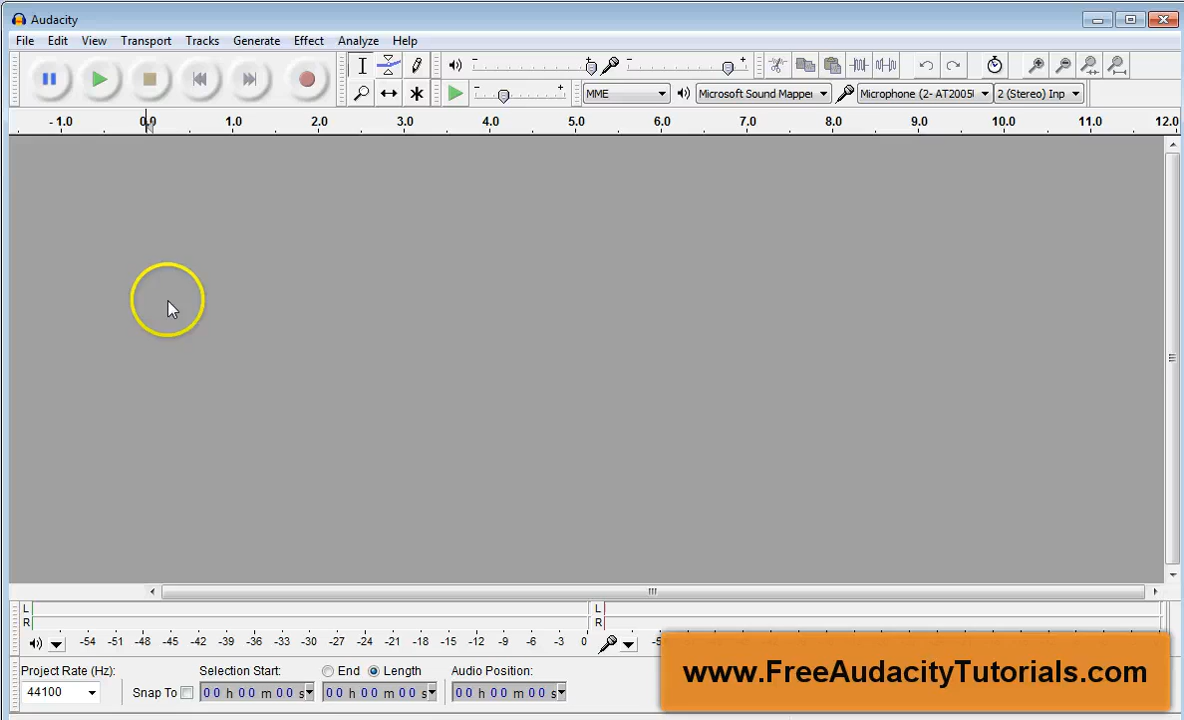 Audacity
File Edit View Transport Tracks Generate Effect Analyze Help
MME Microsoft Sound Mapper Microphone (2- AT2005 2 (Stereo) Inp
- 1.0 0.0 1.0 2.0 3.0 4.0 5.0 6.0 7.0 8.0 9.0 10.0 11.0 12.0
L L
R R
-54 -51 -48 -45 -42 -39 -36 -33 -30 -27 -24 -21 -18 -15 -12 -9 -6 -3 0
Project Rate (Hz): Selection Start: End Length Audio Position:
44100 Snap To 00 h 00 m 00 s 00 h 00 m 00 s 00 h 00 m 00 s
www.FreeAudacityTutorials.com